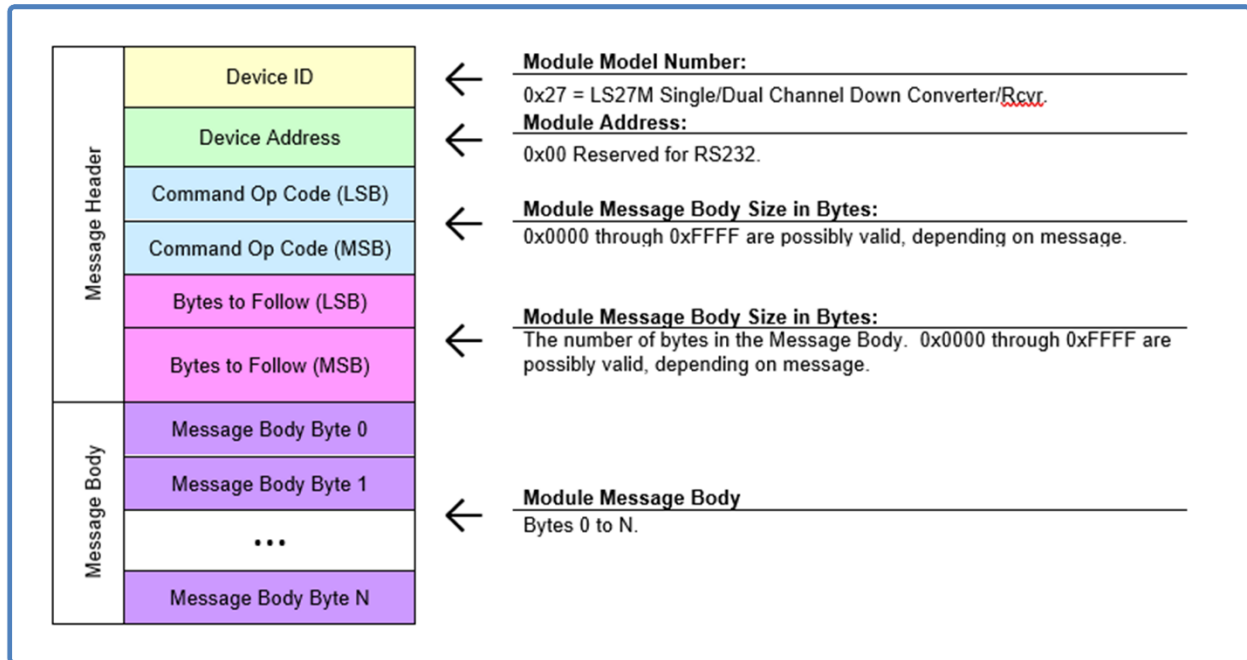 Message Header
Device ID
Module Model Number:
0x27 = LS27M Single/Dual Channel Down Converter/Rcvr.
Device Address
Module Address:
0x00 Reserved for RS232.
Command Op Code (LSB)
Command Op Code (MSB)
Module Message Body Size in Bytes:
0x0000 through 0xFFFF are possibly valid, depending on message.
Bytes to Follow (LSB)
Bytes to Follow (MSB)
Module Message Body Size in Bytes:
The number of bytes in the Message Body.  0x0000 through 0xFFFF are
possibly valid, depending on message.
Message Body
Message Body Byte 0
Message Body Byte 1
...
Message Body Byte N
Module Message Body
Bytes 0 to N.